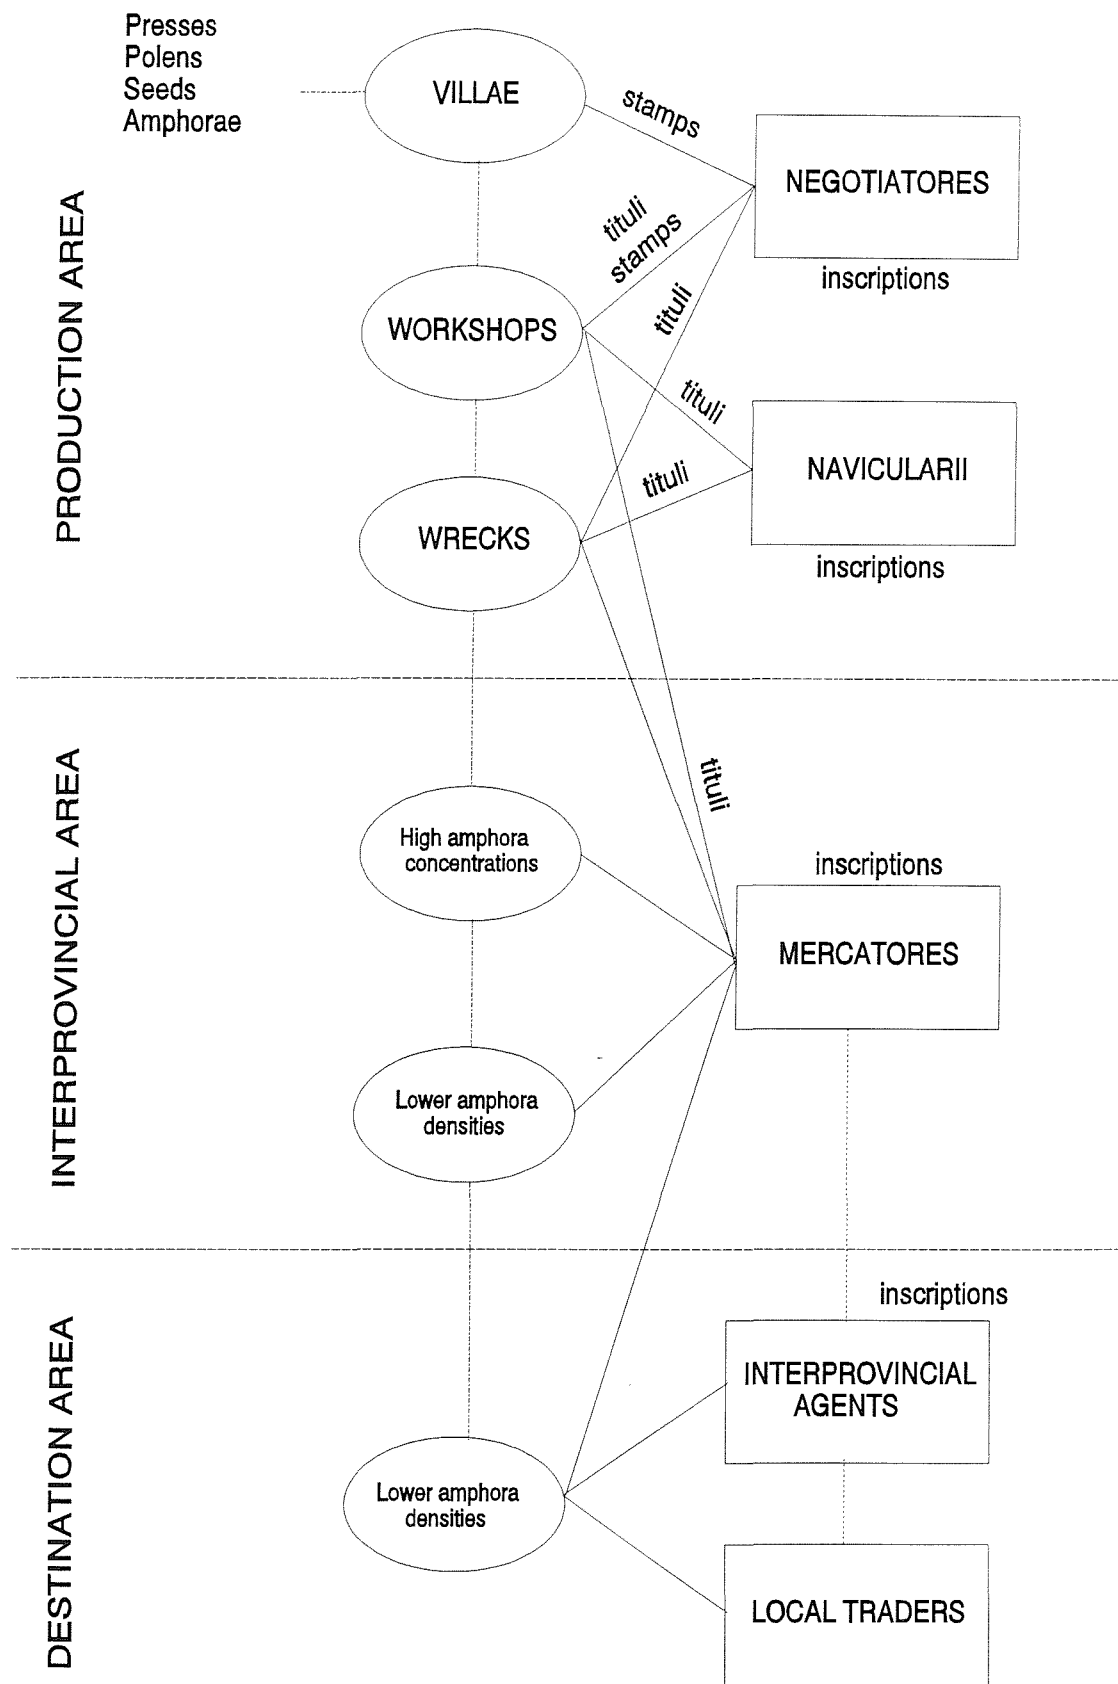 Presses
Polens
Seeds
Amphorae
VILLAE
stamps
NEGOTIATORES
inscriptions
tituli
stamps
tituli
WORKSHOPS
tituli
NAVICULARII
inscriptions
tituli
WRECKS
PRODUCTION AREA
tituli
High amphora
concentrations
inscriptions
MERCATORES
Lower amphora
densities
INTERPROVINCIAL AREA
inscriptions
INTERPROVINCIAL
AGENTS
Lower amphora
densities
LOCAL TRADERS
DESTINATION AREA